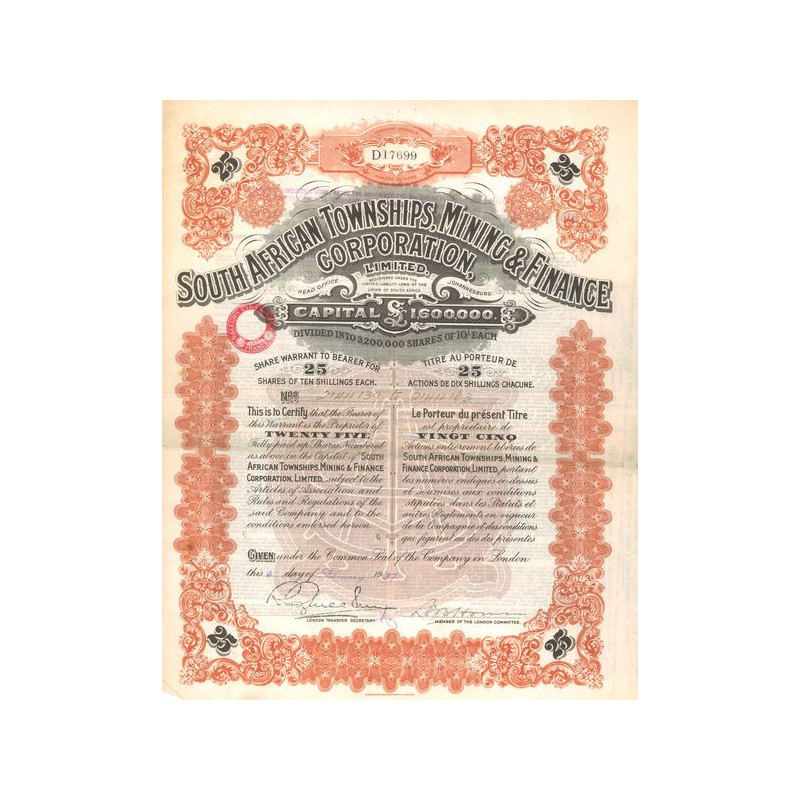 D17699
25
25
SOUTH AFRICAN TOWNSHIPS, MINING & FINANCE
CORPORATION,
LIMITED.
HEAD OFFICE
REGISTERED UNDER THE
LIMITED LIABILITY LAWS OF THE
UNION OF SOUTH AFRICA
JOHANNESBURG.
CAPITAL £1,600,000.
DIVIDED INTO 3,200,000 SHARES OF 10/- EACH
SHARE WARRANT TO BEARER FOR
25
SHARES OF TEN SHILLINGS EACH.
TITRE AU PORTEUR DE
25
ACTIONS DE DIX SHILLINGS CHACUNE.
Nos.
This is to Certify that the Bearer of
this Warrant is the Proprietor of
TWENTY FIVE
Fully paid up Shares Numbered
as above in the Capital of SOUTH
AFRICAN TOWNSHIPS, MINING & FINANCE
CORPORATION, LIMITED, subject to the
Articles of Association and
Rules and Regulations of the
said Company and to the
conditions endorsed hereon
Le Porteur du présent Titre
est propriétaire de
VINGT CINQ
Actions entièrement libérées de
SOUTH AFRICAN TOWNSHIPS, MINING &
FINANCE CORPORATION, LIMITED, portant
les numéros indiqués ci-dessus
et soumises aux conditions
stipulées dans les Statuts et
autres Règlements en vigueur
de la Compagnie et des conditions
qui figurent au dos des présentes
GIVEN under the Common Seal of the Company in London
this 6 day of February 1937
LONDON TRANSFER SECRETARY.
MEMBER OF THE LONDON COMMITTEE.
25
25